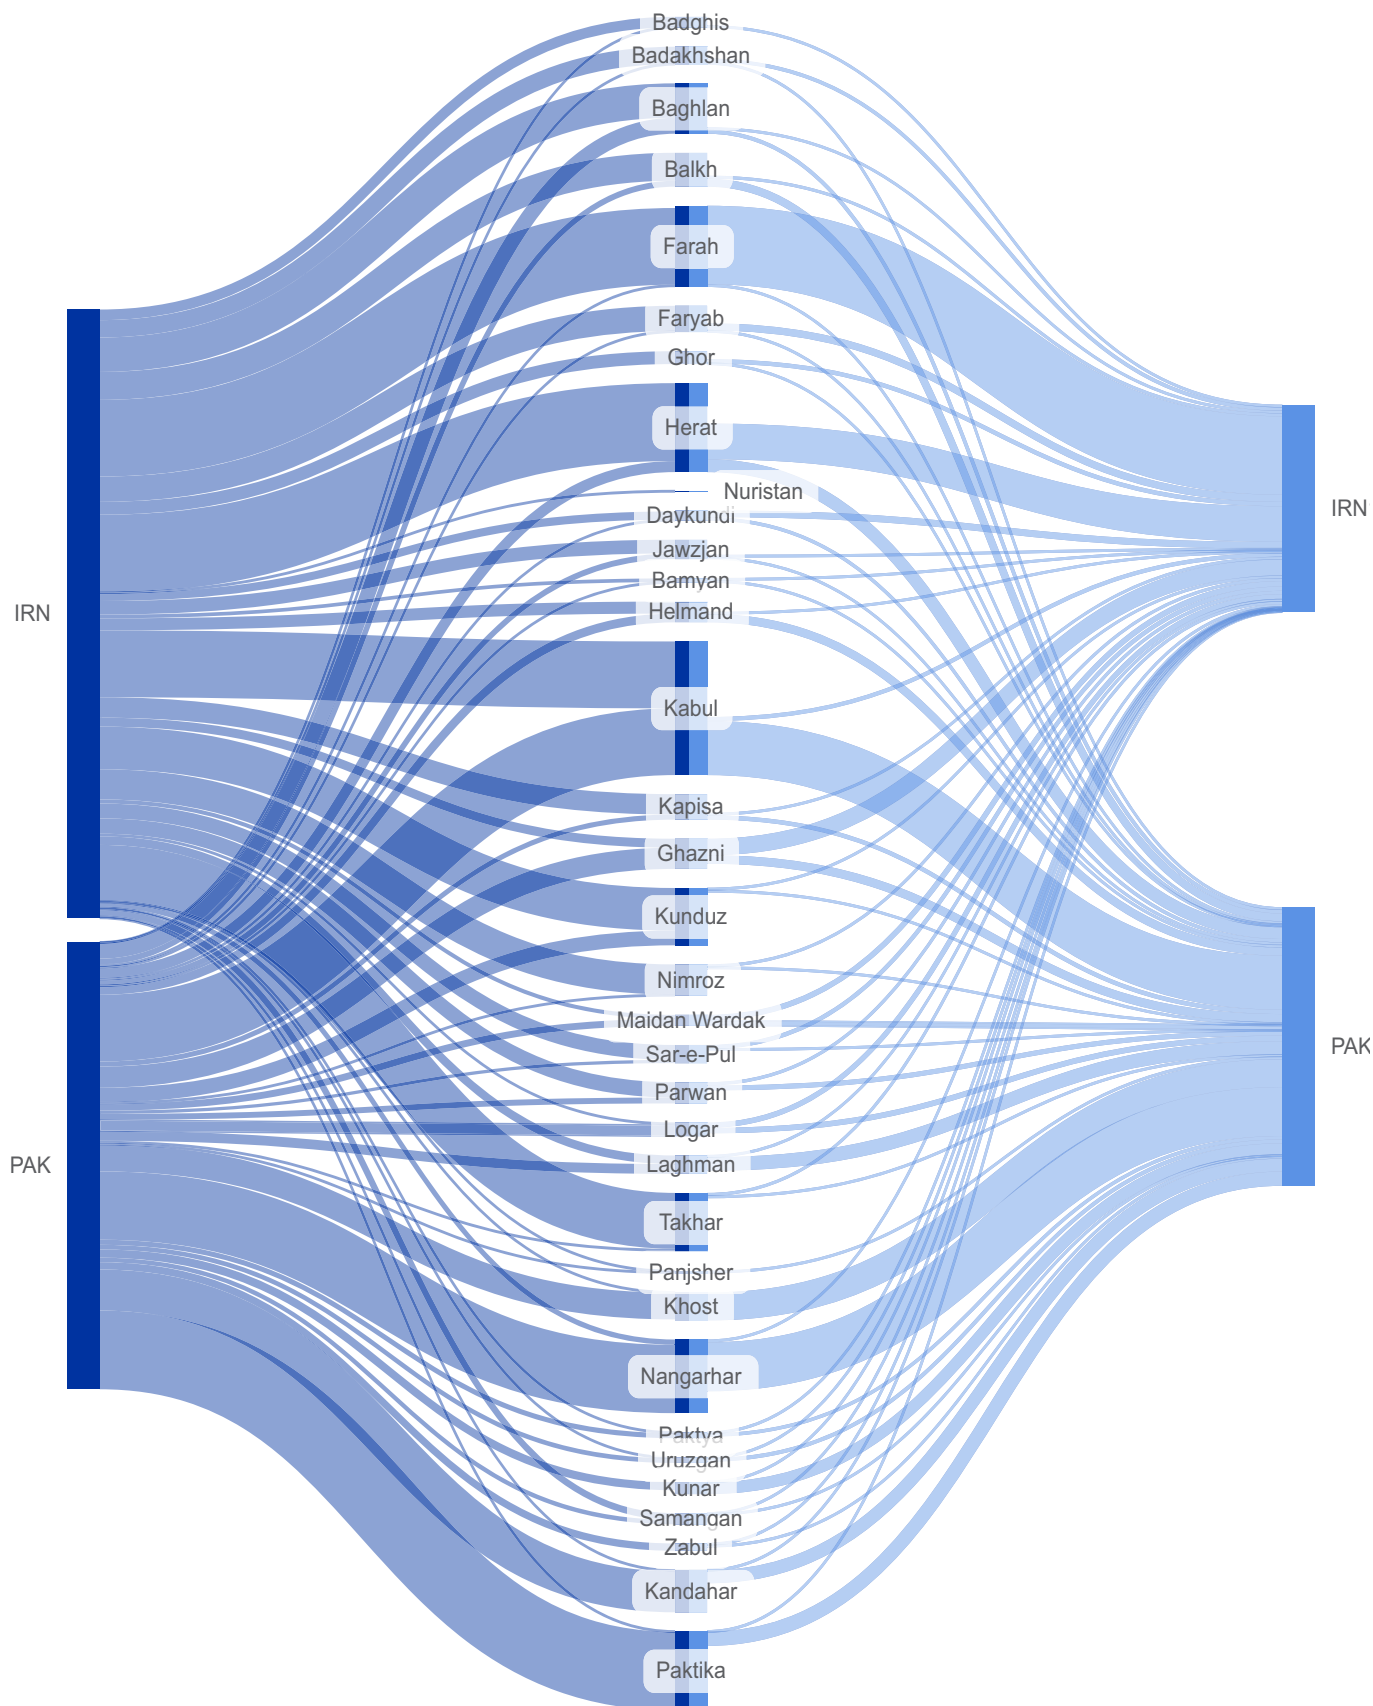 Badghis
Badakhshan
Baghlan
Balkh
Farah
Faryab
Ghor
Herat
Nuristan
IRN
Daykundi
Jawzjan
Bamyan
Helmand
IRN
Kabul
Kapisa
Ghazni
Kunduz
Nimroz
Maidan Wardak
PAK
Sar-e-Pul
Parwan
Logar
Laghman
PAK
Takhar
Panjsher
Khost
Nangarhar
Paktya
Uruzgan
Kunar
Samangan
Zabul
Kandahar
Paktika